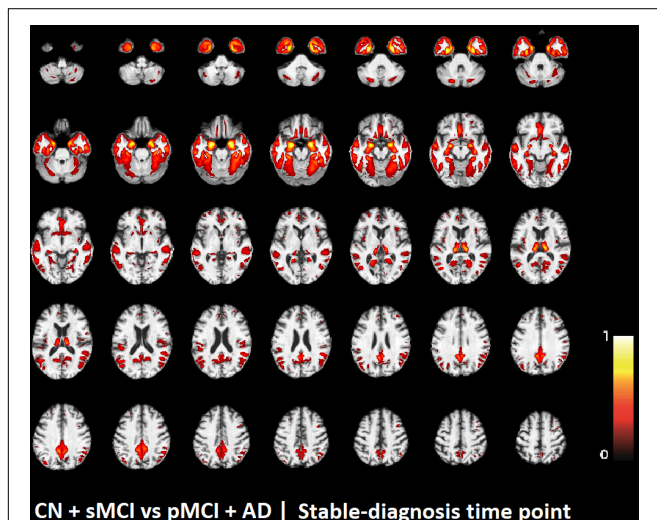 1
0
CN + sMCI vs pMCI + AD | Stable-diagnosis time point